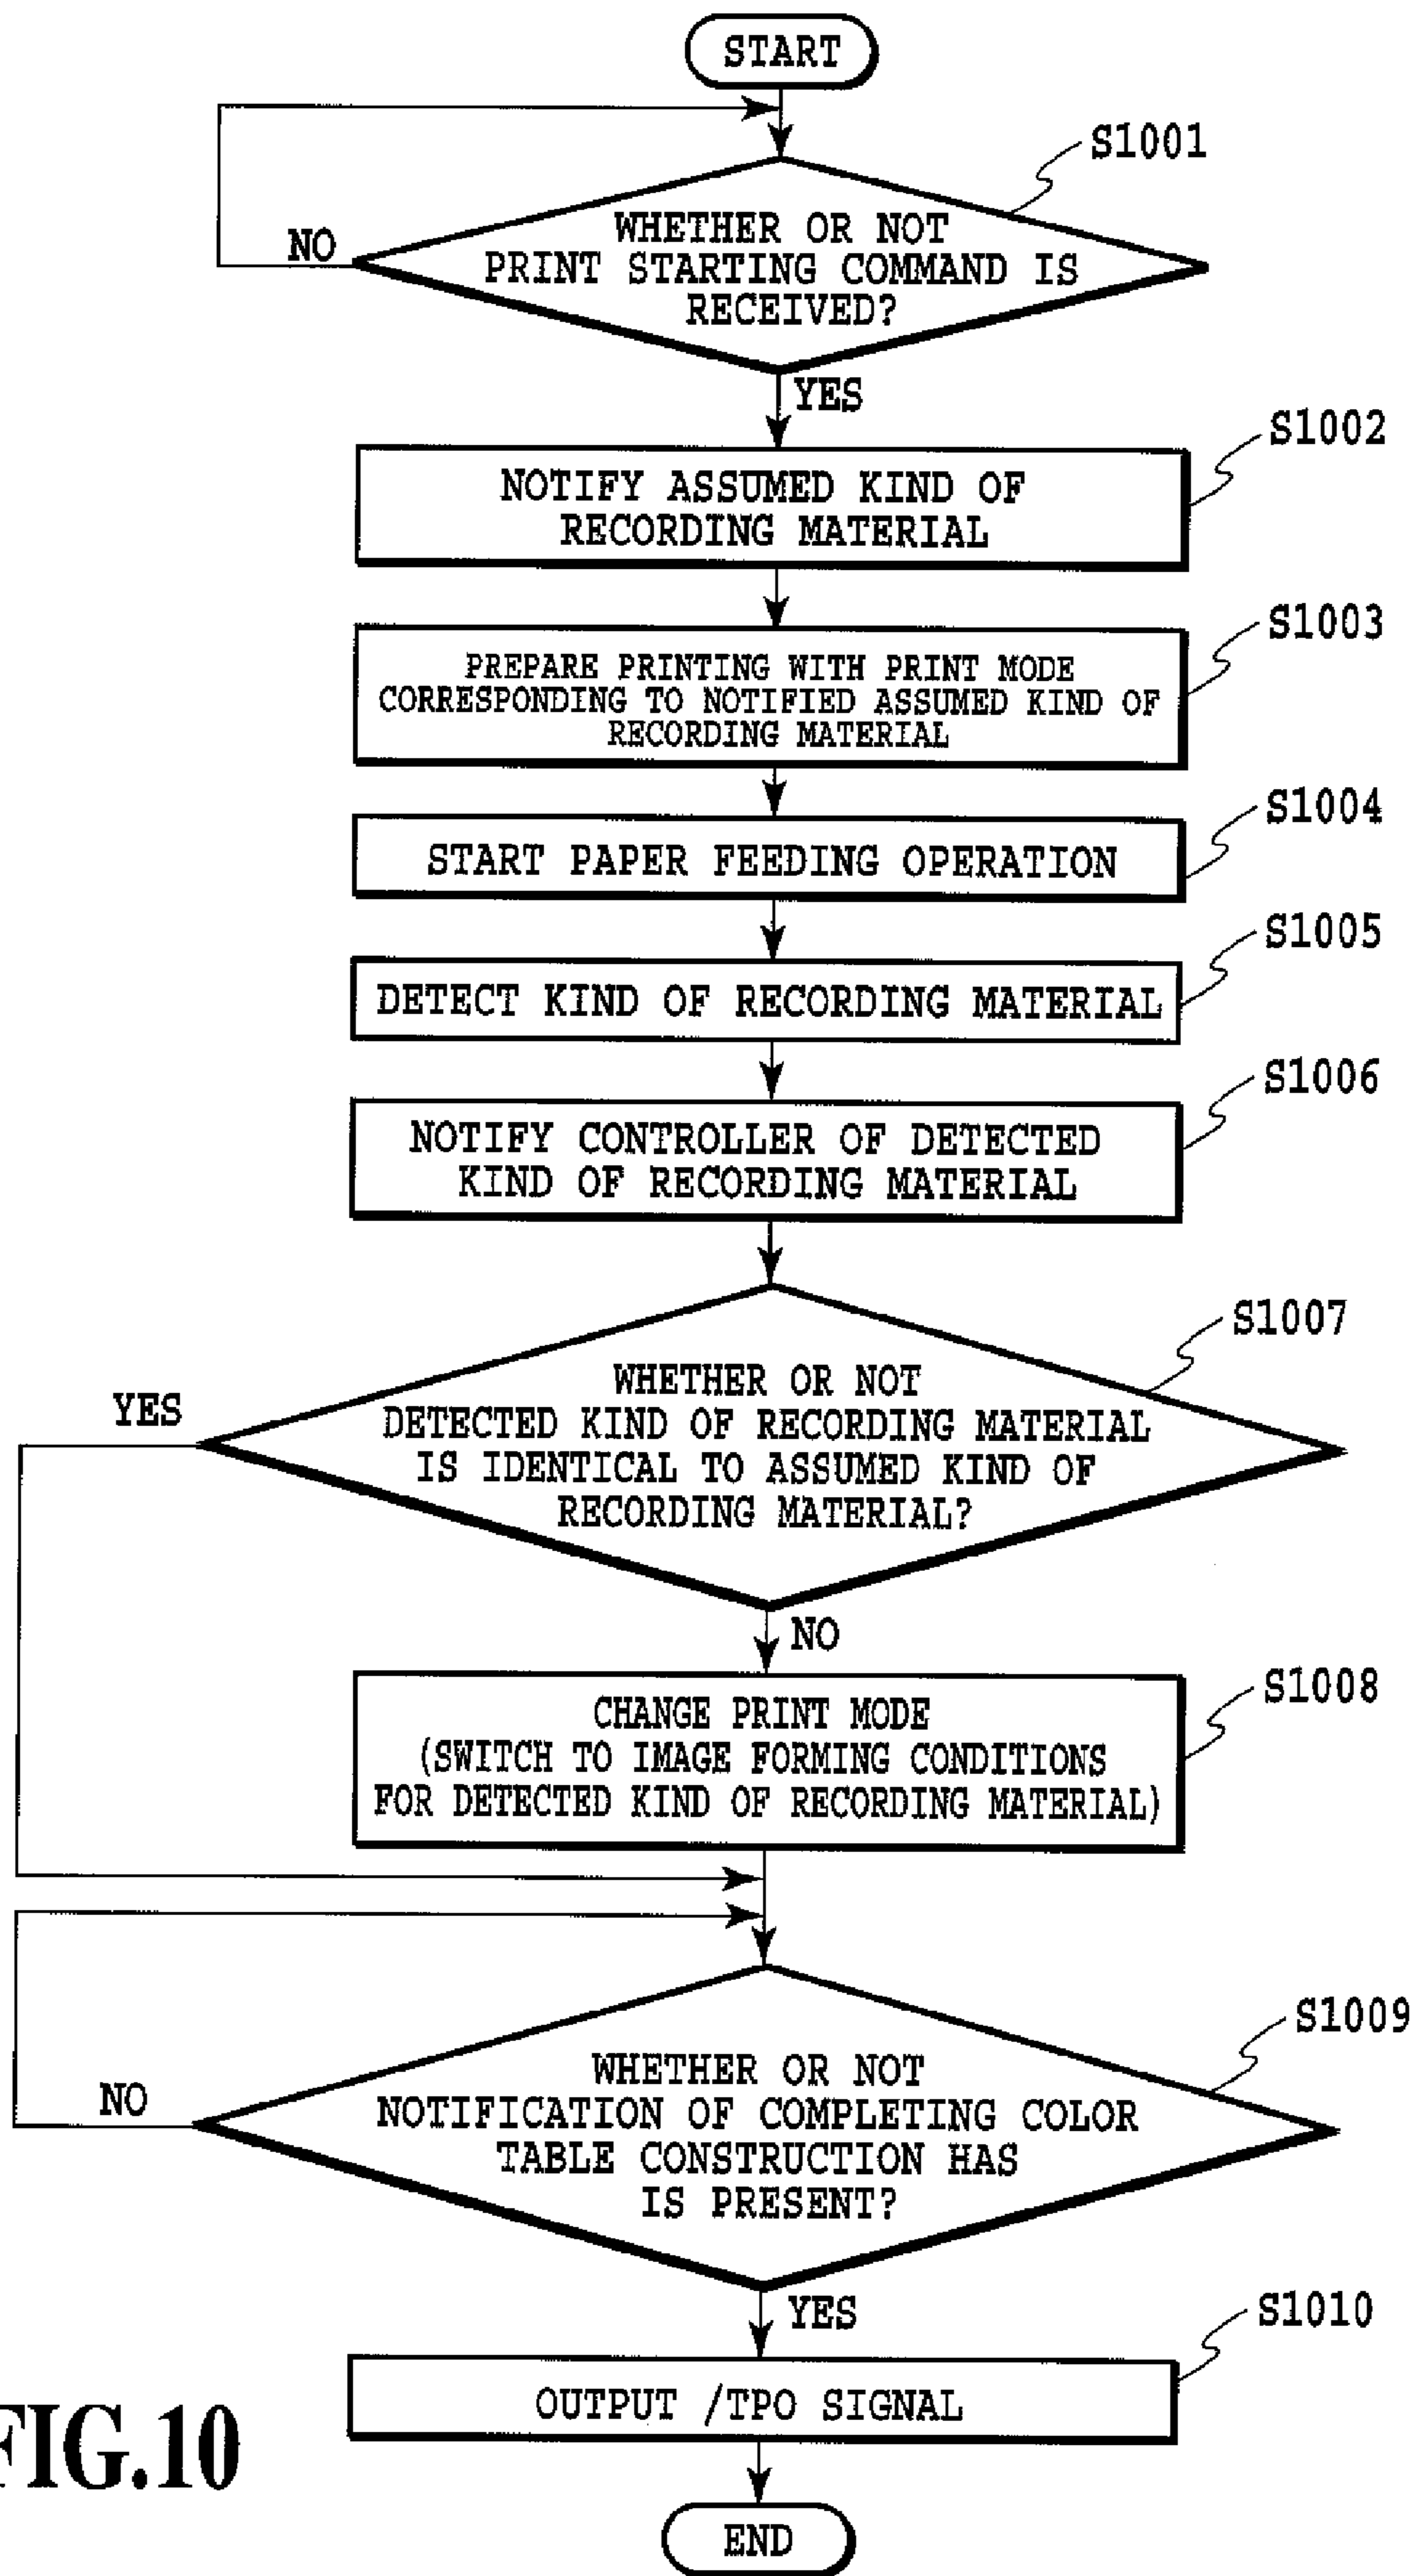 START
S1001
WHETHER OR NOT
PRINT STARTING COMMAND IS
RECEIVED?
NO
YES
S1002
NOTIFY ASSUMED KIND OF
RECORDING MATERIAL
S1003
PREPARE PRINTING WITH PRINT MODE
CORRESPONDING TO NOTIFIED ASSUMED KIND OF
RECORDING MATERIAL
S1004
START PAPER FEEDING OPERATION
S1005
DETECT KIND OF RECORDING MATERIAL
S1006
NOTIFY CONTROLLER OF DETECTED
KIND OF RECORDING MATERIAL
S1007
WHETHER OR NOT
DETECTED KIND OF RECORDING MATERIAL
IS IDENTICAL TO ASSUMED KIND OF
RECORDING MATERIAL?
YES
NO
S1008
CHANGE PRINT MODE
(SWITCH TO IMAGE FORMING CONDITIONS
FOR DETECTED KIND OF RECORDING MATERIAL)
S1009
WHETHER OR NOT
NOTIFICATION OF COMPLETING COLOR
TABLE CONSTRUCTION HAS
IS PRESENT?
NO
YES
S1010
OUTPUT /TPO SIGNAL
END
FIG.10